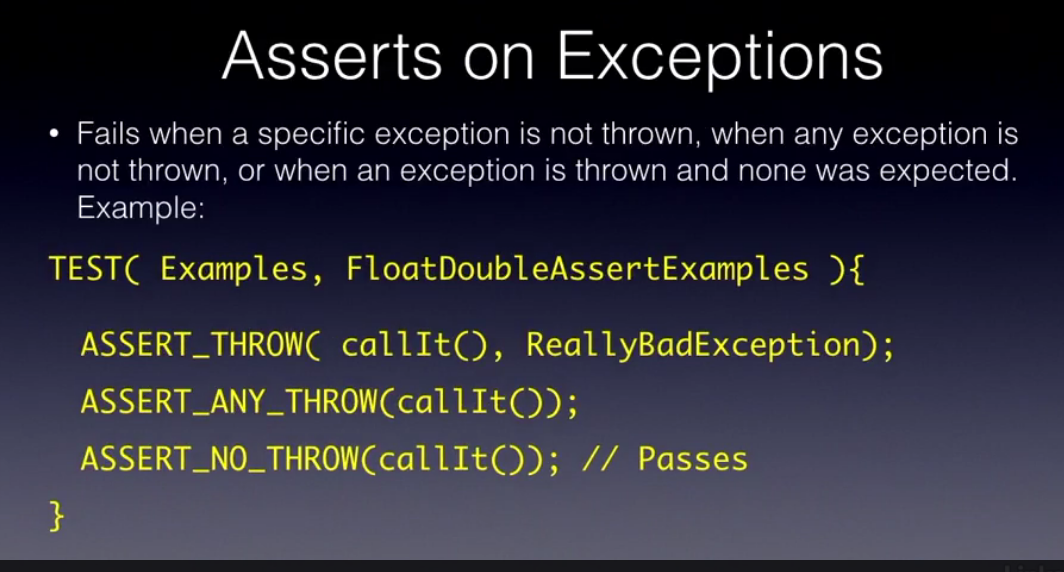 Asserts on Exceptions
• Fails when a specific exception is not thrown, when any exception is
not thrown, or when an exception is thrown and none was expected.
Example:
TEST( Examples, FloatDoubleAssertExamples ){
ASSERT_THROW( callIt(), ReallyBadException);
ASSERT_ANY_THROW(callIt());
ASSERT_NO_THROW(callIt()); // Passes
}